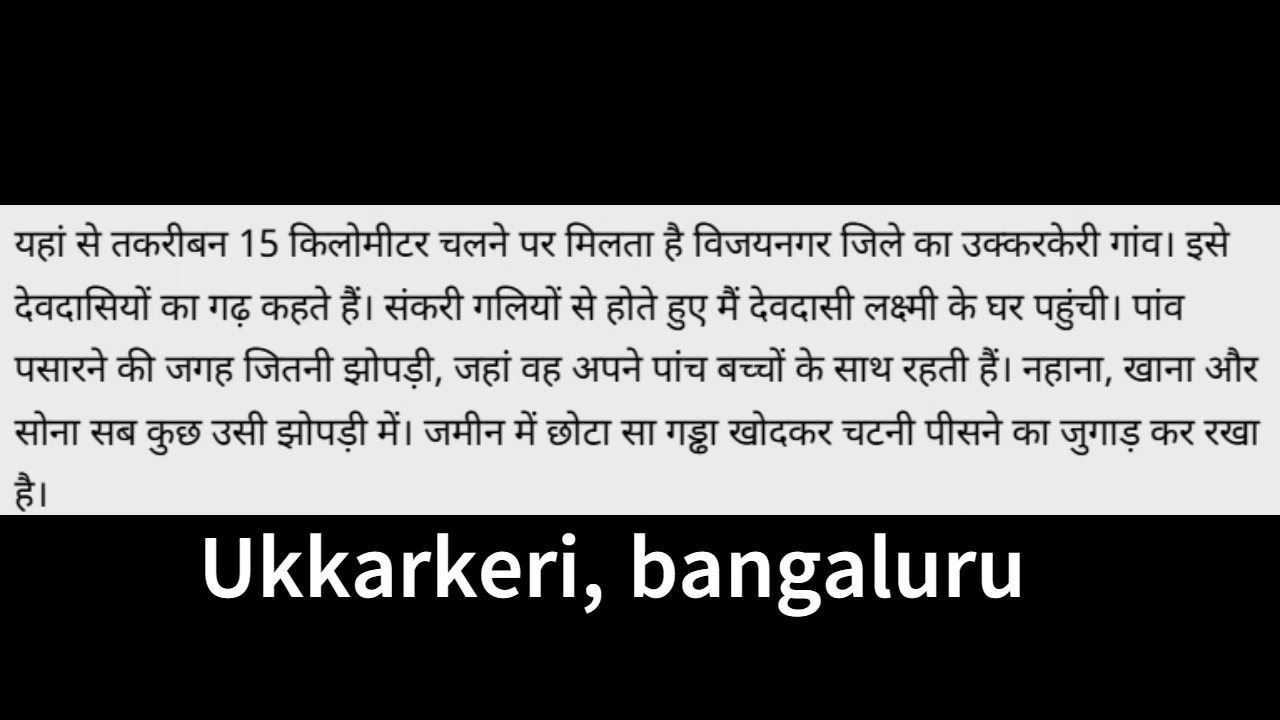 यहां से तकरीबन 15 किलोमीटर चलने पर मिलता है विजयनगर जिले का उक्करकेरी गांव। इसे
देवदासियों का गढ़ कहते हैं। संकरी गलियों से होते हुए मैं देवदासी लक्ष्मी के घर पहुंची। पांव
पसारने की जगह जितनी झोपड़ी, जहां वह अपने पांच बच्चों के साथ रहती हैं। नहाना, खाना और
सोना सब कुछ उसी झोपड़ी में। जमीन में छोटा सा गड्ढा खोदकर चटनी पीसने का जुगाड़ कर रखा
है।
Ukkarkeri, bangaluru